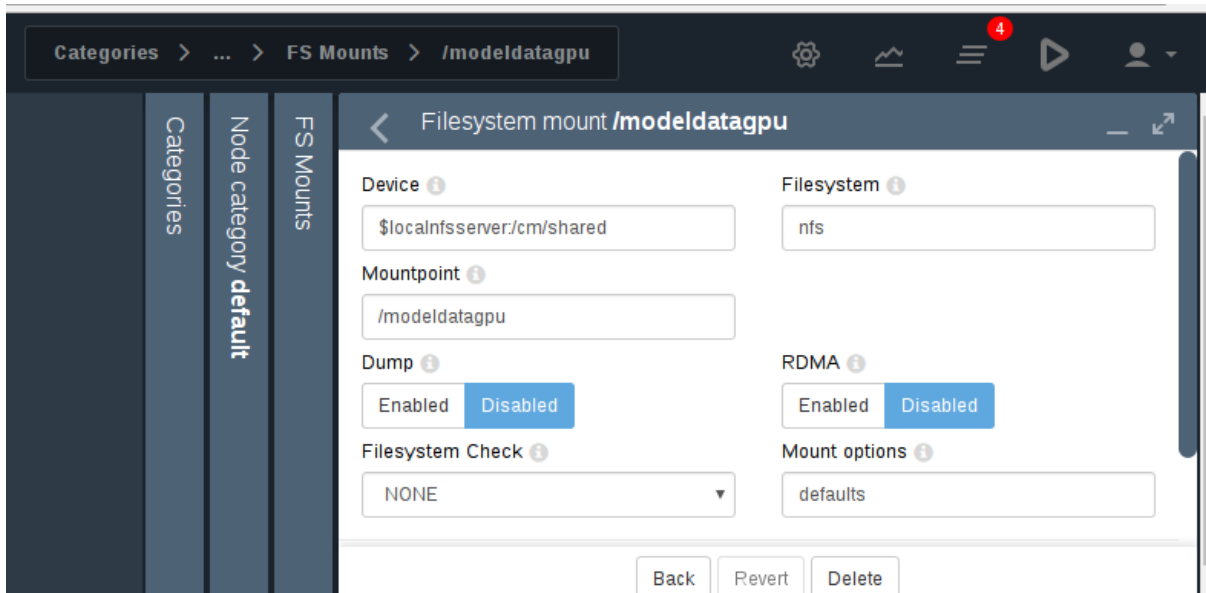 Categories > ... > FS Mounts > /modeldatagpu
4
Categories
Node category default
FS Mounts
Filesystem mount /modeldatagpu
Device
Filesystem
$localnfsserver:/cm/shared
nfs
Mountpoint
/modeldatagpu
Dump
RDMA
Enabled Disabled
Enabled Disabled
Filesystem Check
Mount options
NONE
defaults
Back Revert Delete